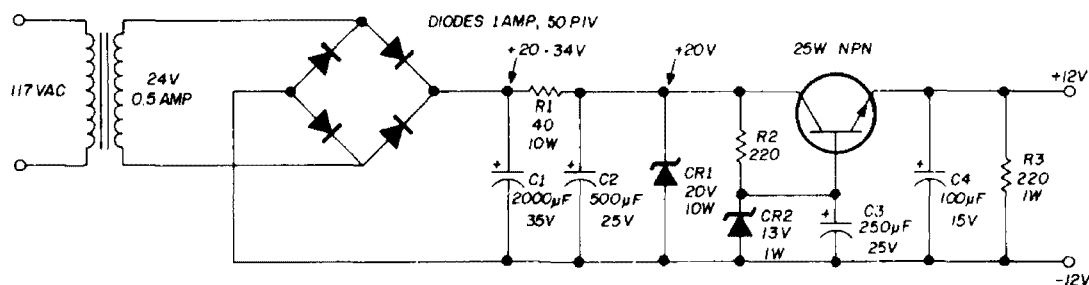 DIODES 1 AMP, 50 PIV
+20 - 34V
+20V
25W NPN
+12V
117 VAC
24V
0.5 AMP
R1
40
10W
R2
220
C1
2000µF
35V
C2
500µF
25V
CR1
20V
10W
CR2
13V
1W
C3
250µF
25V
C4
100µF
15V
R3
220
1W
-12V